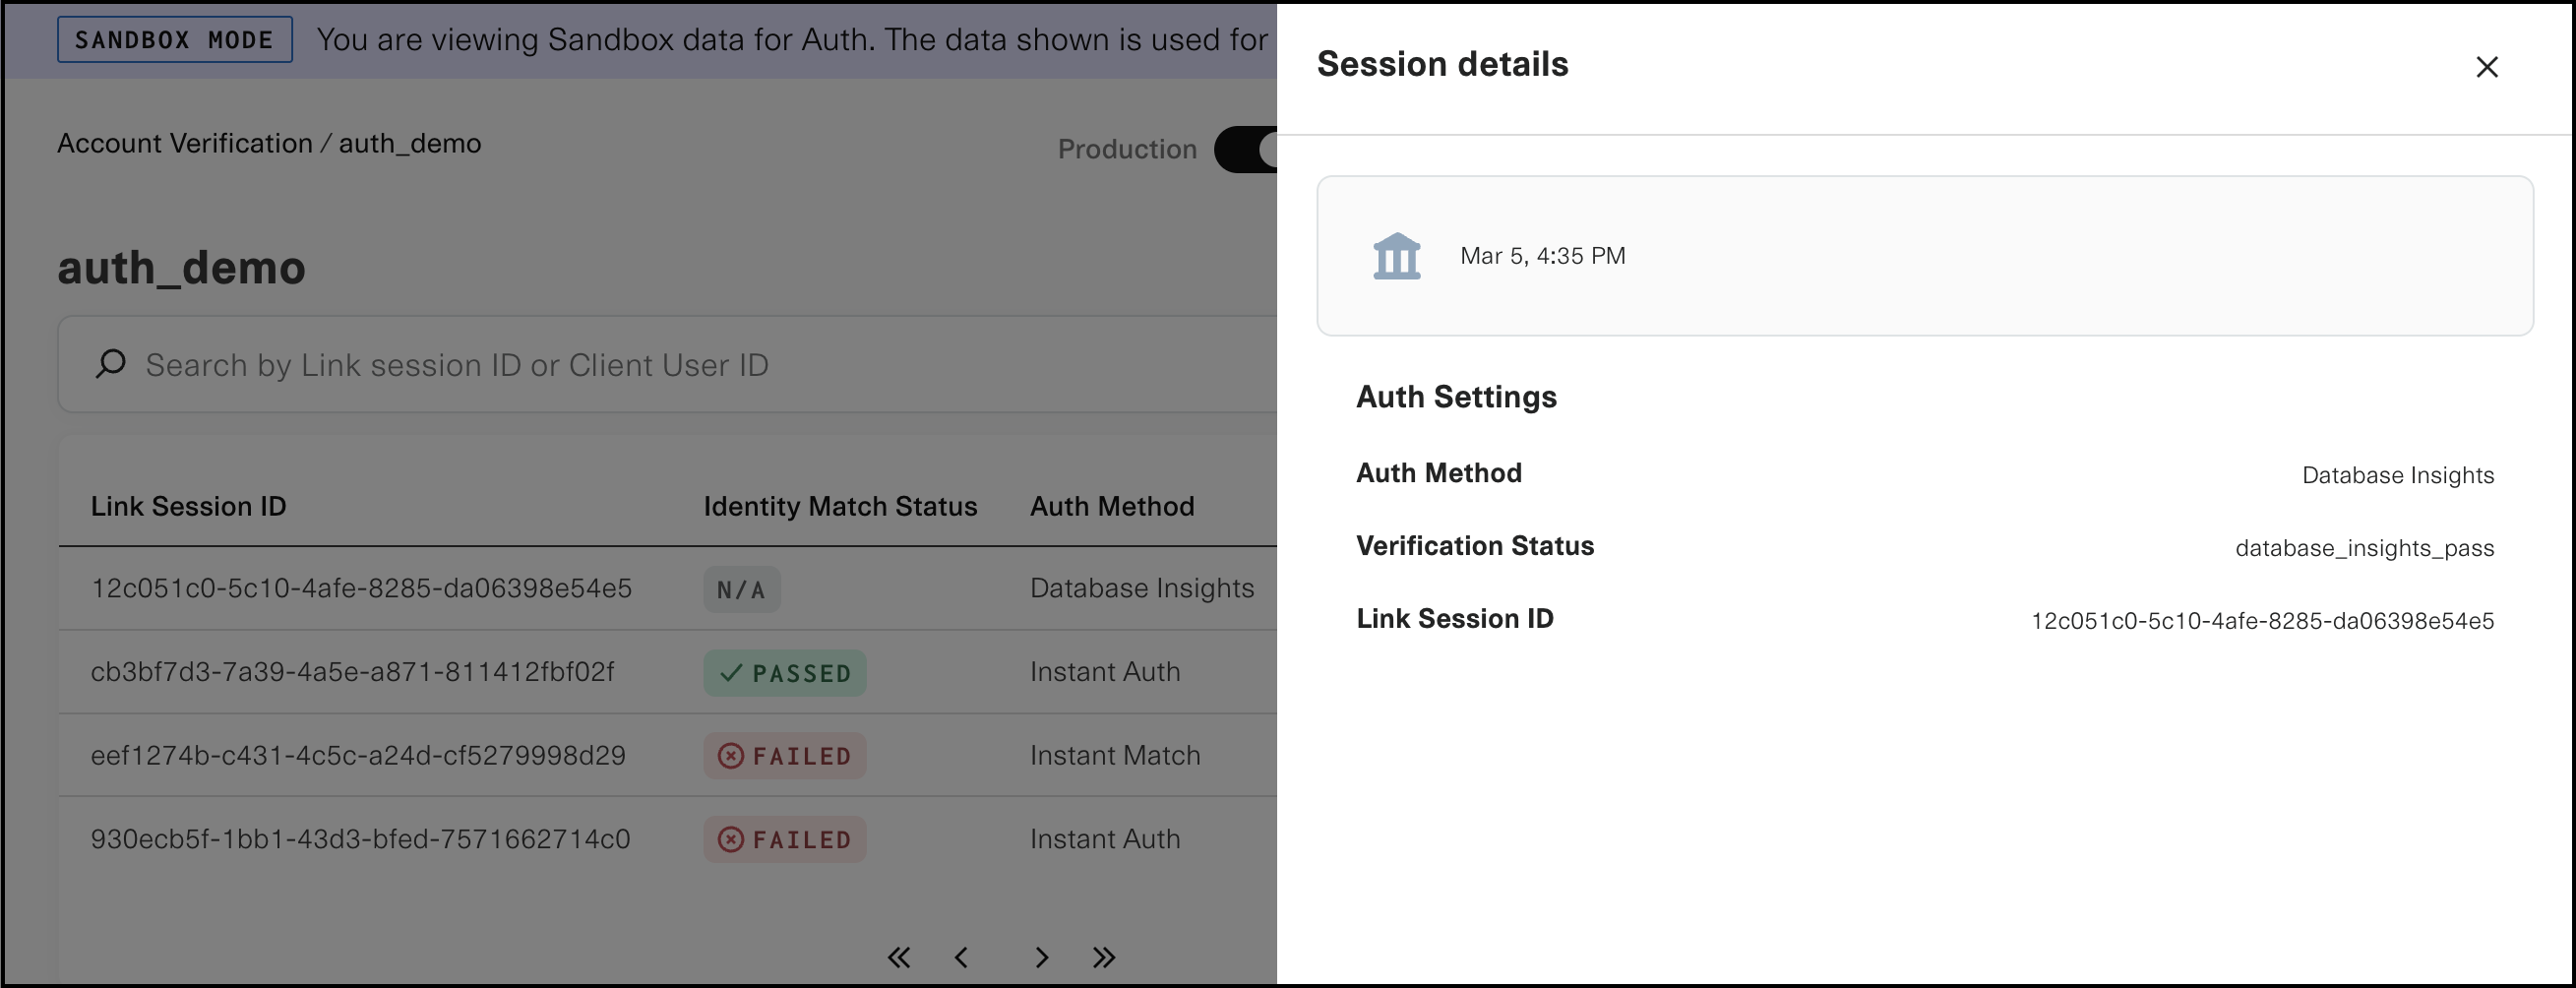 SANDBOX MODE You are viewing Sandbox data for Auth. The data shown is used for
Account Verification / auth_demo
Production
auth_demo
Search by Link session ID or Client User ID
Link Session ID Identity Match Status Auth Method
12c051c0-5c10-4afe-8285-da06398e54e5 N/A Database Insights
cb3bf7d3-7a39-4a5e-a871-811412fbf02f PASSED Instant Auth
eef1274b-c431-4c5c-a24d-cf5279998d29 FAILED Instant Match
930ecb5f-1bb1-43d3-bfed-7571662714c0 FAILED Instant Auth
Session details
Mar 5, 4:35 PM
Auth Settings
Auth Method Database Insights
Verification Status database_insights_pass
Link Session ID 12c051c0-5c10-4afe-8285-da06398e54e5